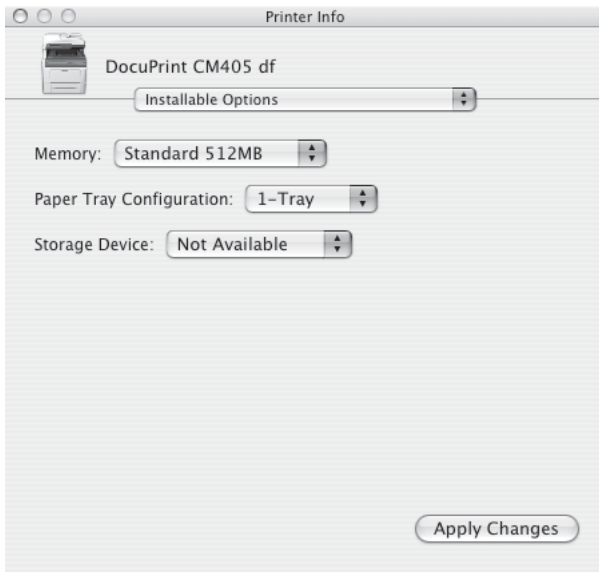 Printer Info
DocuPrint CM405 df
Installable Options
Memory: Standard 512MB
Paper Tray Configuration: 1-Tray
Storage Device: Not Available
Apply Changes